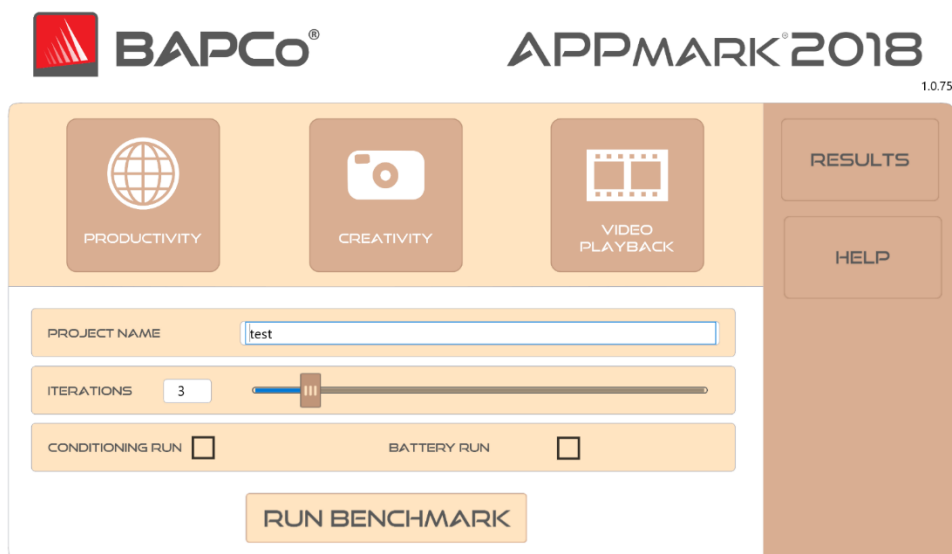 BAPCo®
APPMARK® 2018
1.0.75
PRODUCTIVITY
CREATIVITY
VIDEO
PLAYBACK
RESULTS
HELP
PROJECT NAME
test
ITERATIONS 3
CONDITIONING RUN
BATTERY RUN
RUN BENCHMARK